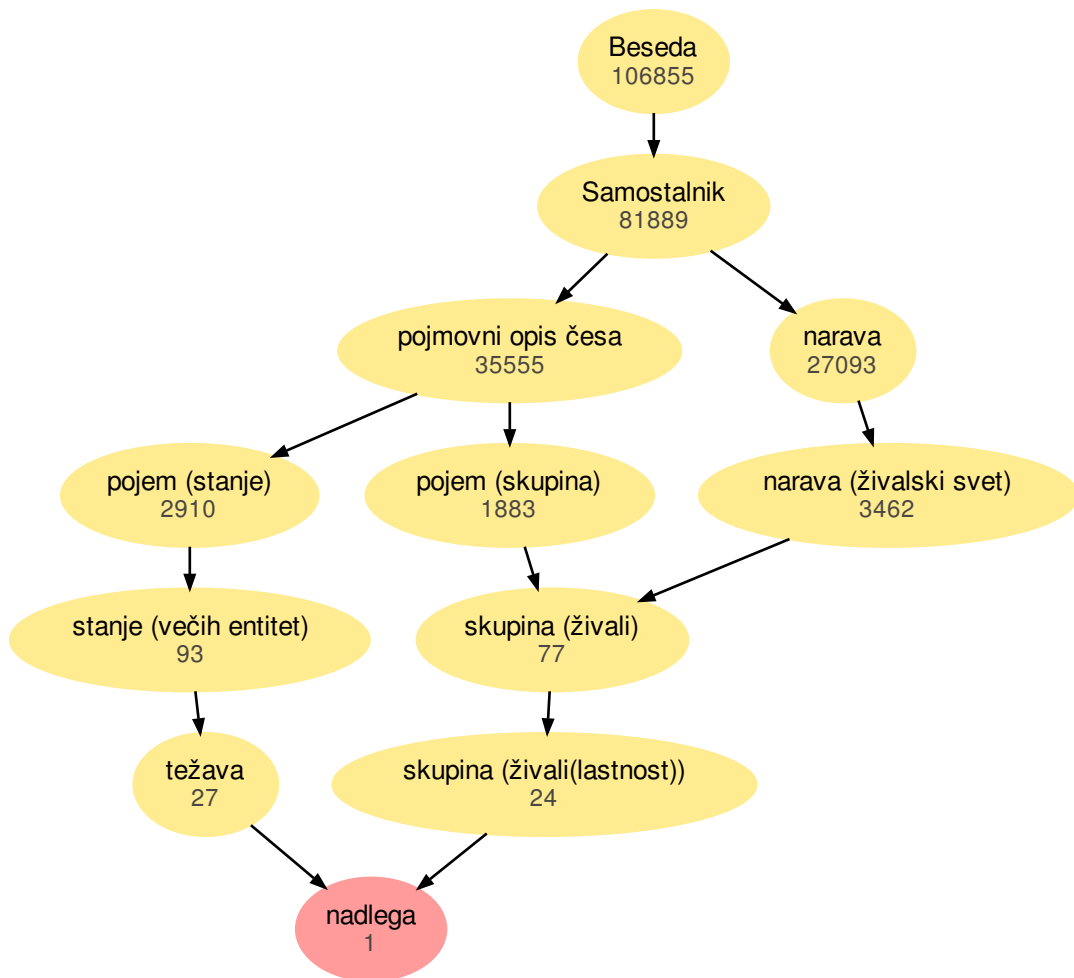 Beseda
106855
Samostalnik
81889
pojmovni opis česa
35555
narava
27093
pojem (stanje)
2910
pojem (skupina)
1883
narava (živalski svet)
3462
stanje (večih entitet)
93
skupina (živali)
77
težava
27
skupina (živali(lastnost))
24
nadlega
1